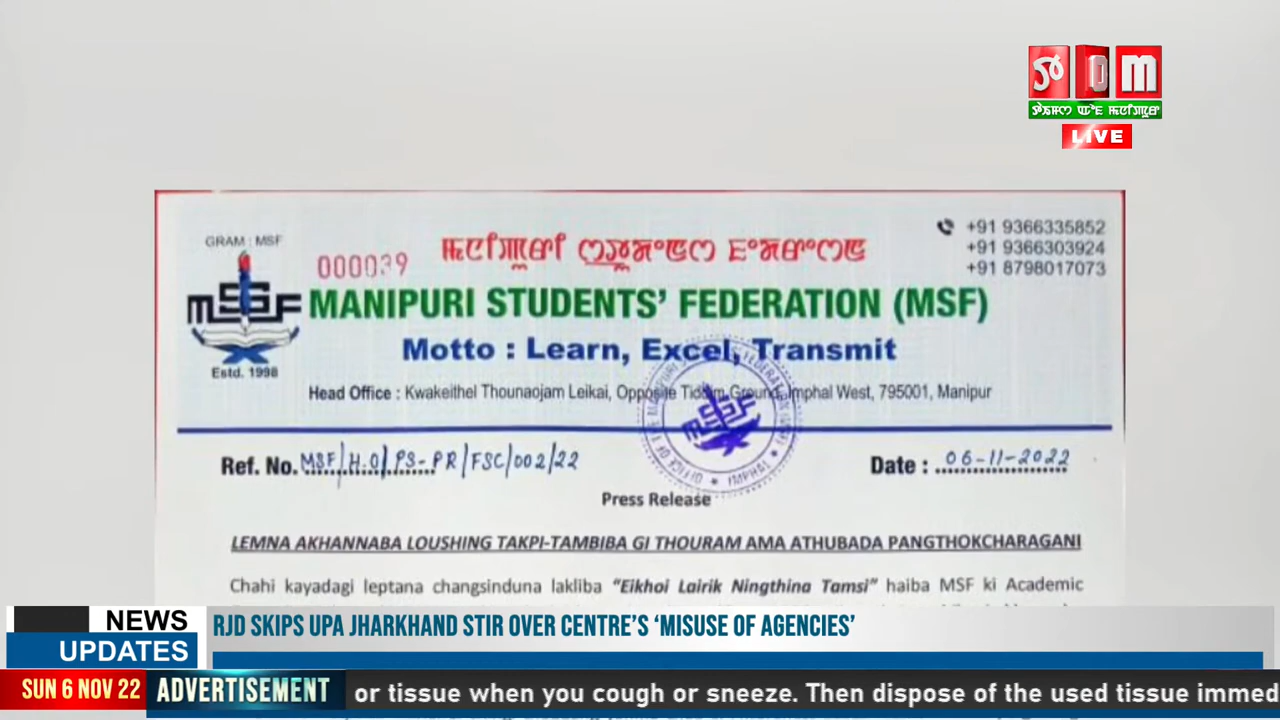 LIVE
GRAM : MSF
000039
ꯃꯅꯤꯄꯨꯔꯤ
+91 9366335852
+91 9366303924
+91 8798017073
MSF
Estd. 1998
MANIPURI STUDENTS' FEDERATION (MSF)
Motto : Learn, Excel, Transmit
Head Office : Kwakeithel Thounaojam Leikai, Opposite Tiddim Ground, Imphal West, 795001, Manipur
Ref. No. MSF/H.O/PS-PR/FSC/002/22
Date : 06-11-2022
Press Release
LEMNA AKHANNABA LOUSHING TAKPI-TAMBIBA GI THOURAM AMA ATHUBADA PANGTHOKCHARAGANI
Chahi kayadagi leptana changsinduna lakliba “Eikhoi Lairik Ningthina Tamsi” haiba MSF ki Academic
NEWS UPDATES
RJD SKIPS UPA JHARKHAND STIR OVER CENTRE'S ‘MISUSE OF AGENCIES’
SUN 6 NOV 22
ADVERTISEMENT
or tissue when you cough or sneeze. Then dispose of the used tissue immed